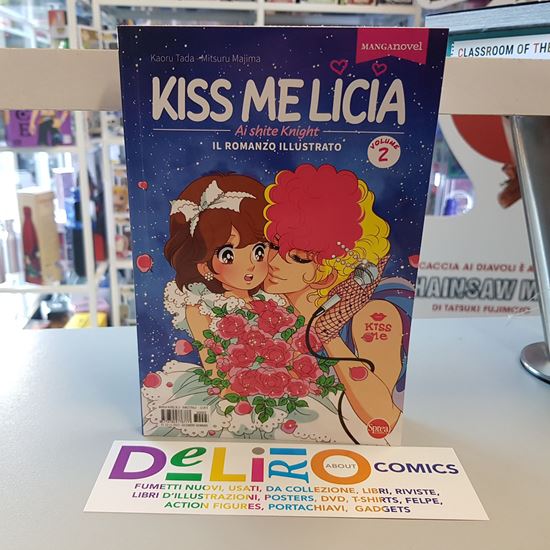 MANGAnovel
Kaoru Tada - Mitsuru Majima
KISS ME LICIA
Ai shite Knight
IL ROMANZO ILLUSTRATO
VOLUME
2
KISS
me
Sprea
CLASSROOM OF THE
CACCIA AI DIAVOLI È A
HAINSAW M
DI TATSUKI FUJIMOTO
DeLiRiO
ABOUT
COMICS
FUMETTI NUOVI, USATI, DA COLLEZIONE, LIBRI, RIVISTE,
LIBRI D'ILLUSTRAZIONI, POSTERS, DVD, T-SHIRTS, FELPE,
ACTION FIGURES, PORTACHIAVI, GADGETS